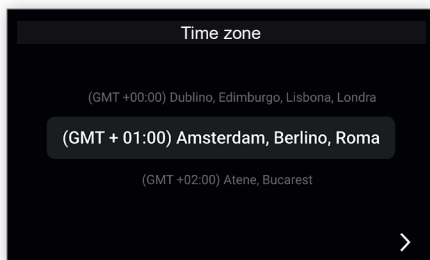 Time zone
(GMT +00:00) Dublino, Edimburgo, Lisbona, Londra
(GMT + 01:00) Amsterdam, Berlino, Roma
(GMT +02:00) Atene, Bucarest